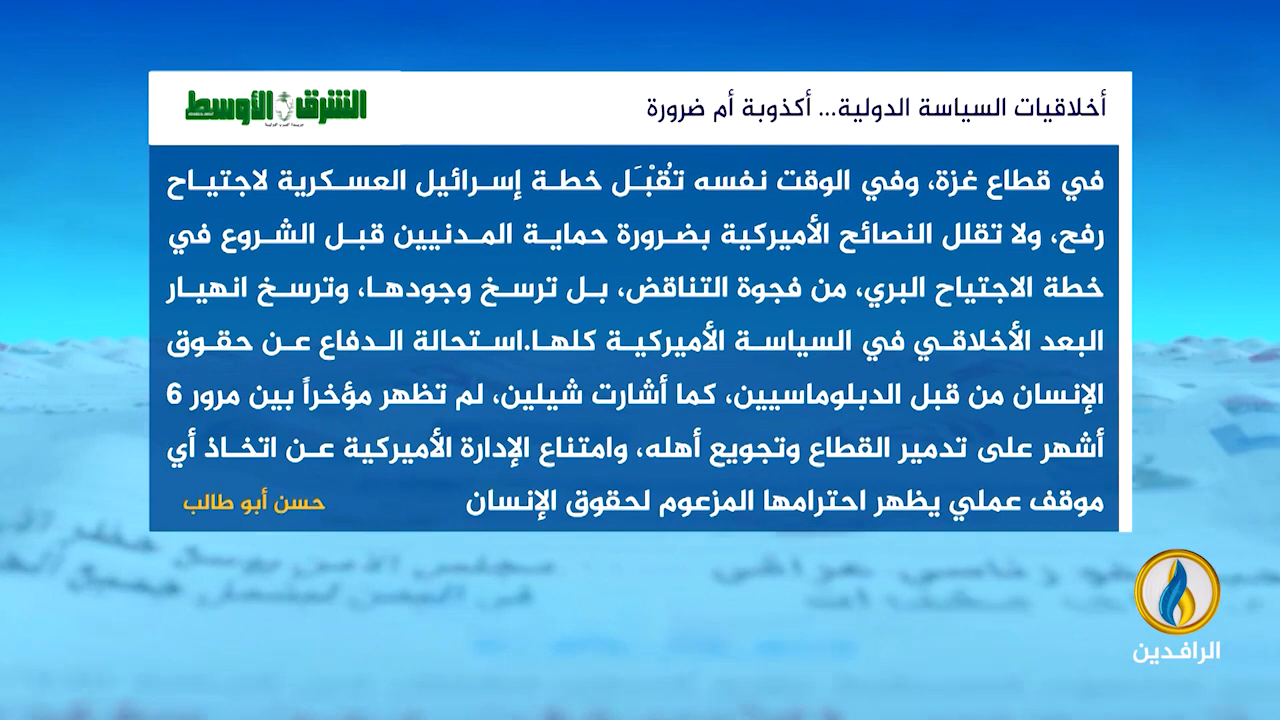 أخلاقيات السياسة الدولية... أكذوبة أم ضرورة
الشرق الأوسط
في قطاع غزة، وفي الوقت نفسه تُقْبَل خطة إسرائيل العسكرية لاجتياح
رفح، ولا تقلل النصائح الأميركية بضرورة حماية المدنيين قبل الشروع في
خطة الاجتياح البري، من فجوة التناقض، بل ترسخ وجودها، وترسخ انهيار
البعد الأخلاقي في السياسة الأميركية كلها.استحالة الدفاع عن حقوق
الإنسان من قبل الدبلوماسيين، كما أشارت شيلين، لم تظهر مؤخراً بين مرور 6
أشهر على تدمير القطاع وتجويع أهله، وامتناع الإدارة الأميركية عن اتخاذ أي
موقف عملي يظهر احترامها المزعوم لحقوق الإنسان
حسن أبو طالب
مجلس الأمن يوسع
الرافدين